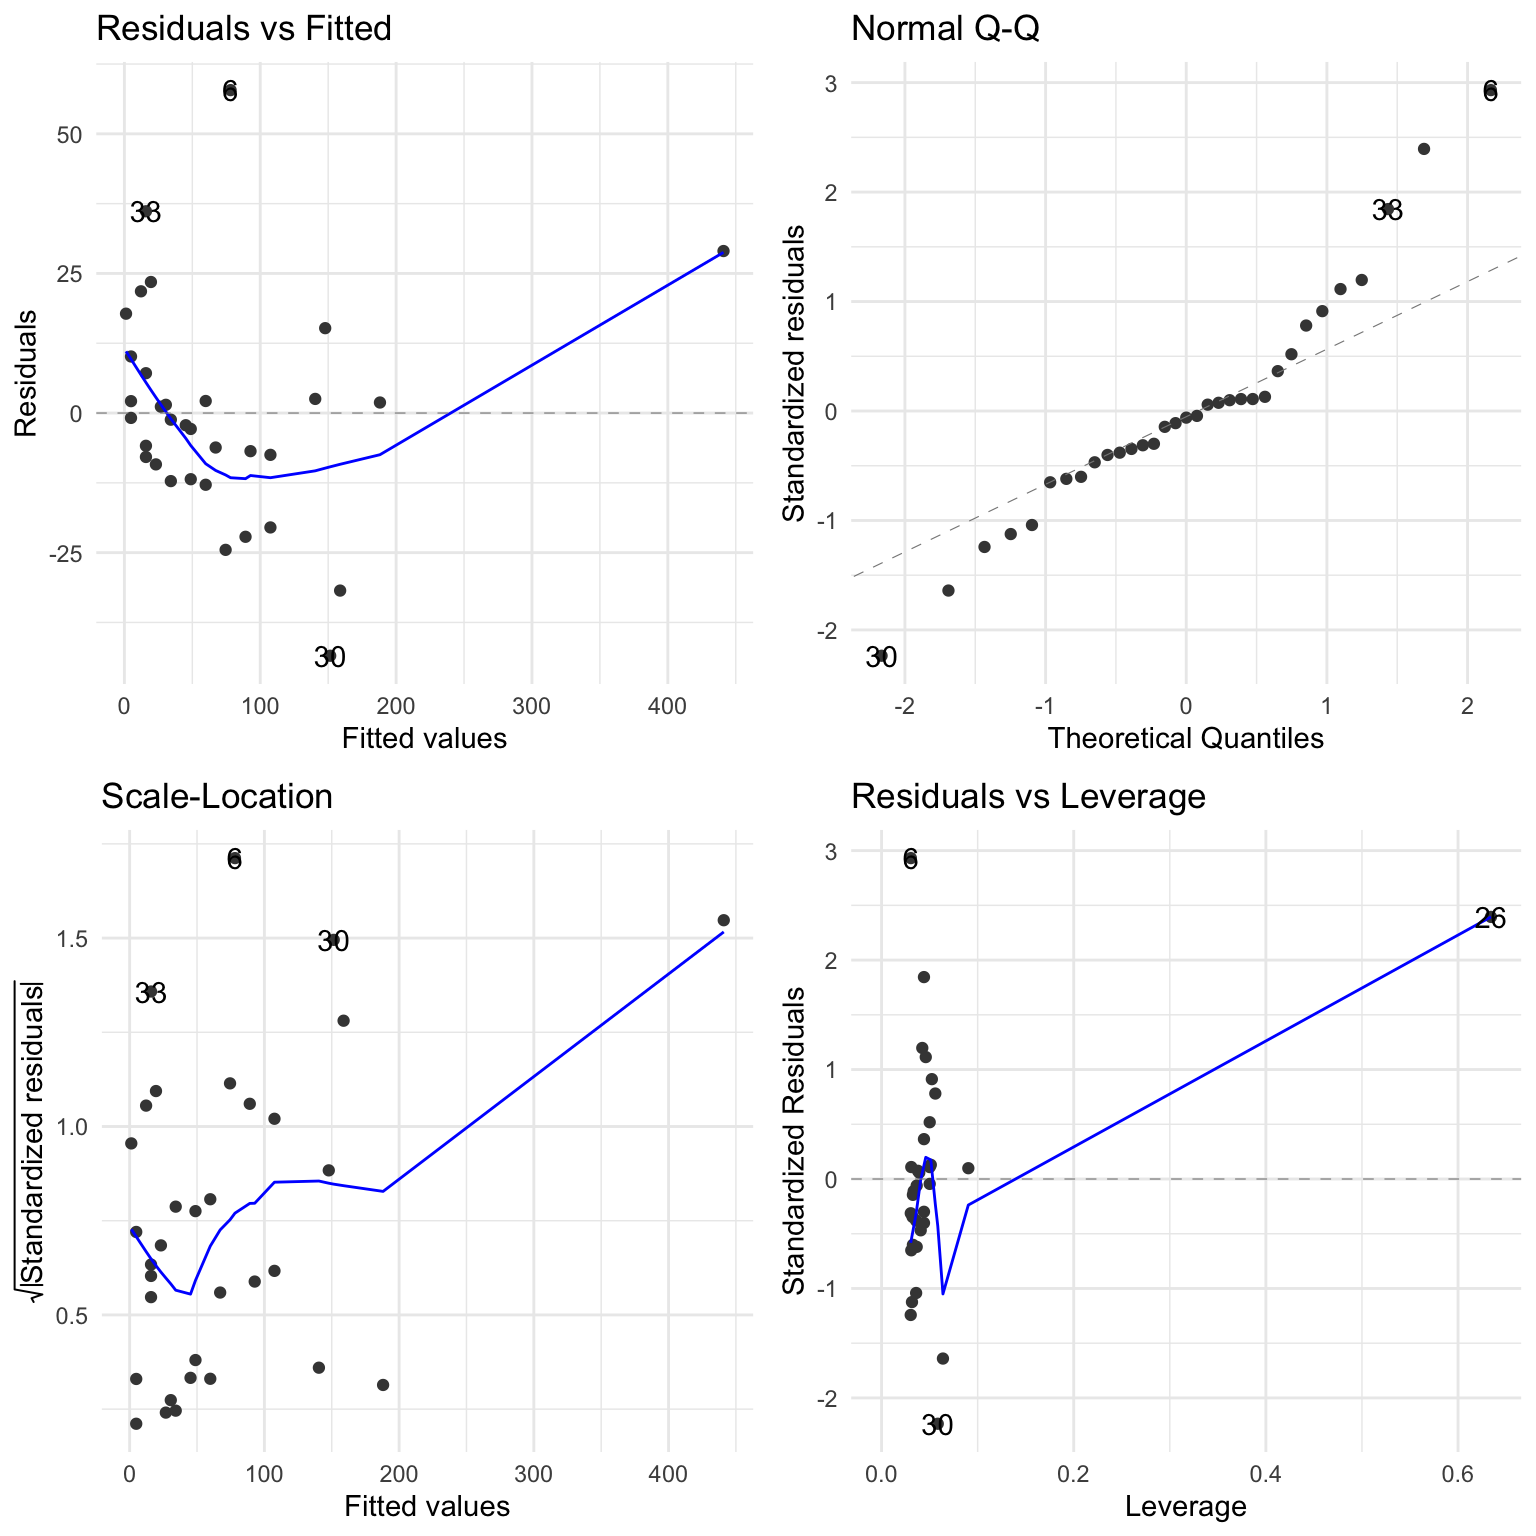 Residuals vs Fitted
6
50
38
25
0
-25
30
Residuals
0 100 200 300 400
Fitted values
Normal Q-Q
3
6
2
38
1
0
-1
-2
30
Standardized residuals
-2 -1 0 1 2
Theoretical Quantiles
Scale-Location
6
1.5
30
38
1.0
0.5
√|Standardized residuals|
0 100 200 300 400
Fitted values
Residuals vs Leverage
3
6
26
2
1
0
-1
-2
30
Standardized Residuals
0.0 0.2 0.4 0.6
Leverage